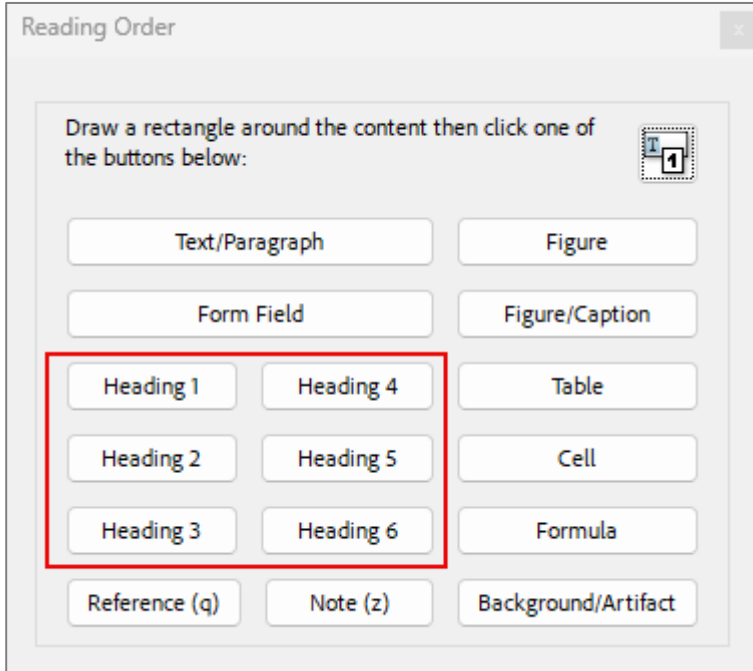 Reading Order
x
Draw a rectangle around the content then click one of
the buttons below:
T
1
Text/Paragraph Figure
Form Field Figure/Caption
Heading 1 Heading 4 Table
Heading 2 Heading 5 Cell
Heading 3 Heading 6 Formula
Reference (q) Note (z) Background/Artifact